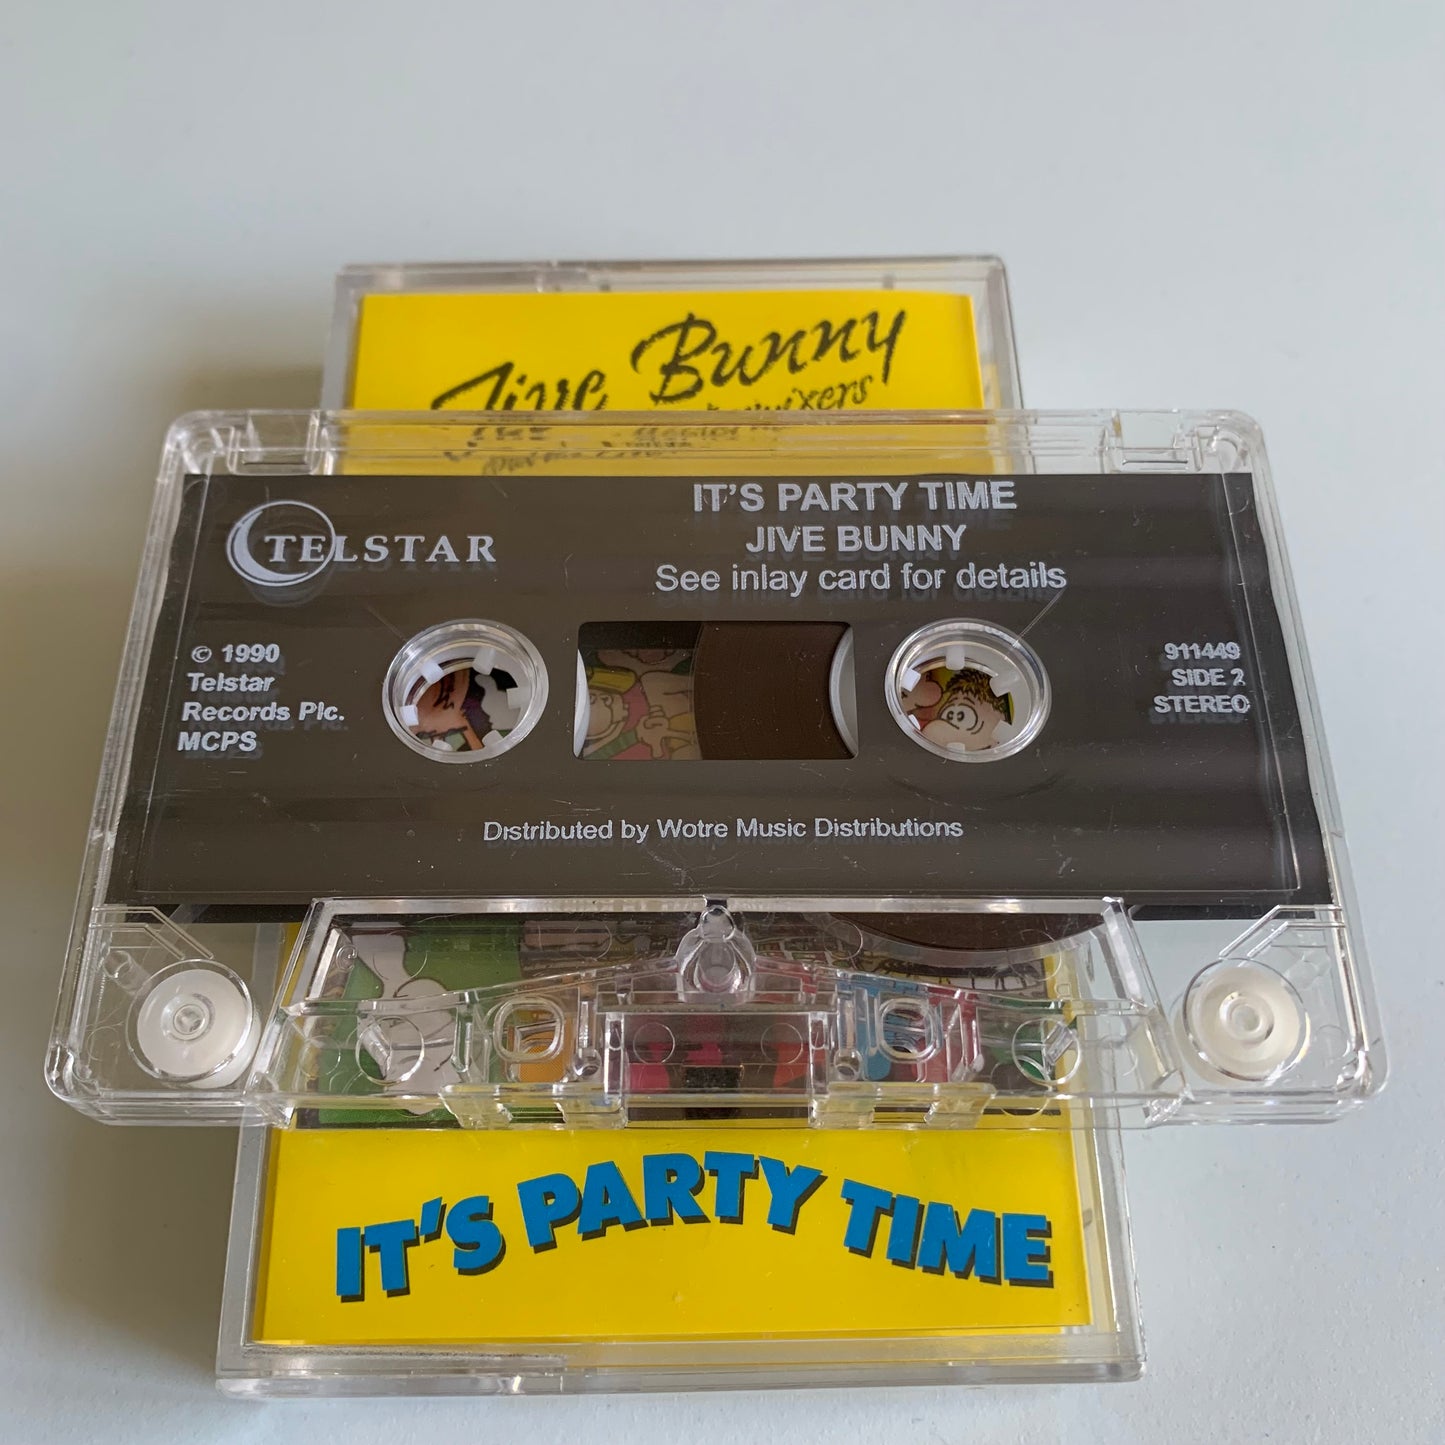 Jive Bunny
TELSTAR
IT'S PARTY TIME
JIVE BUNNY
See inlay card for details
© 1990
Telstar
Records Plc.
MCPS
911449
SIDE 2
STEREO
Distributed by Wotre Music Distributions
IT'S PARTY TIME